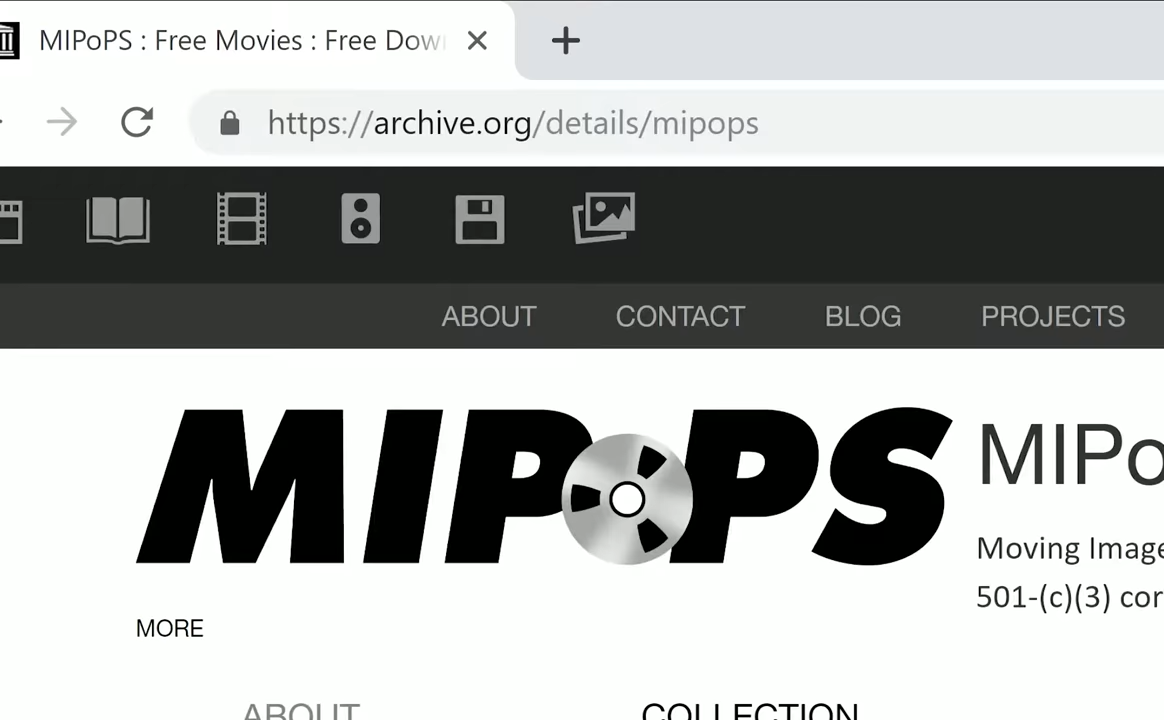 MIPoPS : Free Movies : Free Dow
https://archive.org/details/mipops
ABOUT CONTACT BLOG PROJECTS
MIPoPS
MIPo
Moving Image
501-(c)(3) cor
MORE
ABOUT COLLECTION